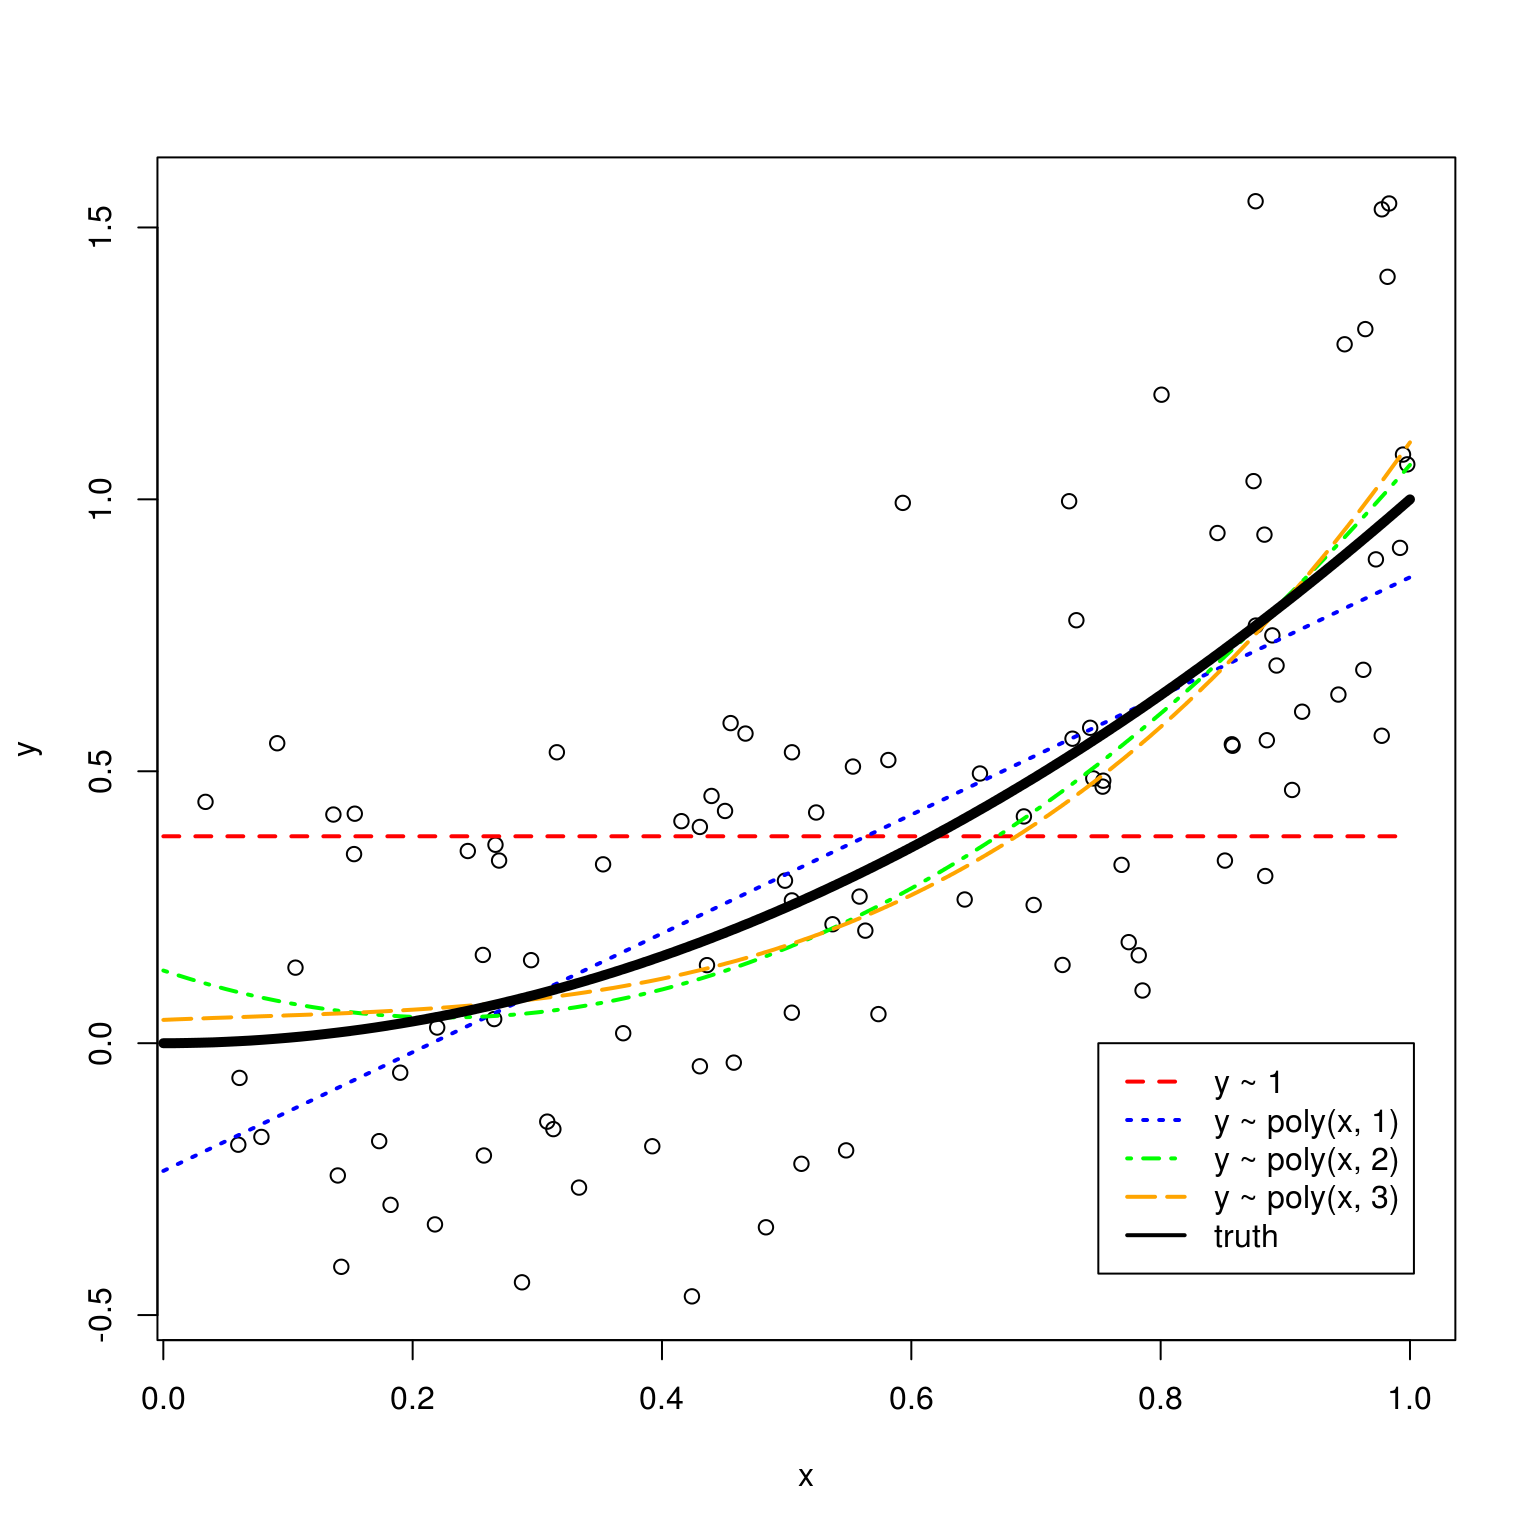 y
1.5
1.0
0.5
0.0
-0.5
0.0 0.2 0.4 0.6 0.8 1.0
x
y ~ 1
y ~ poly(x, 1)
y ~ poly(x, 2)
y ~ poly(x, 3)
truth